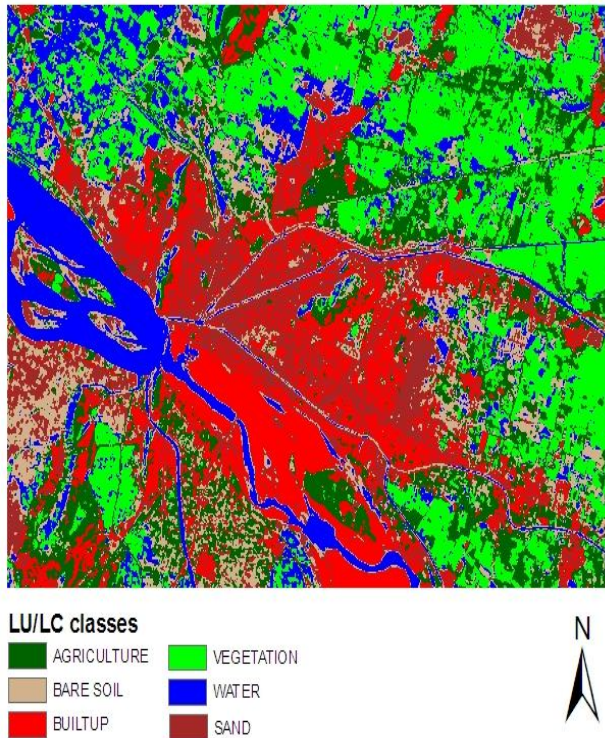 LU/LC classes
AGRICULTURE VEGETATION
BARE SOIL WATER
BUILTUP SAND
N